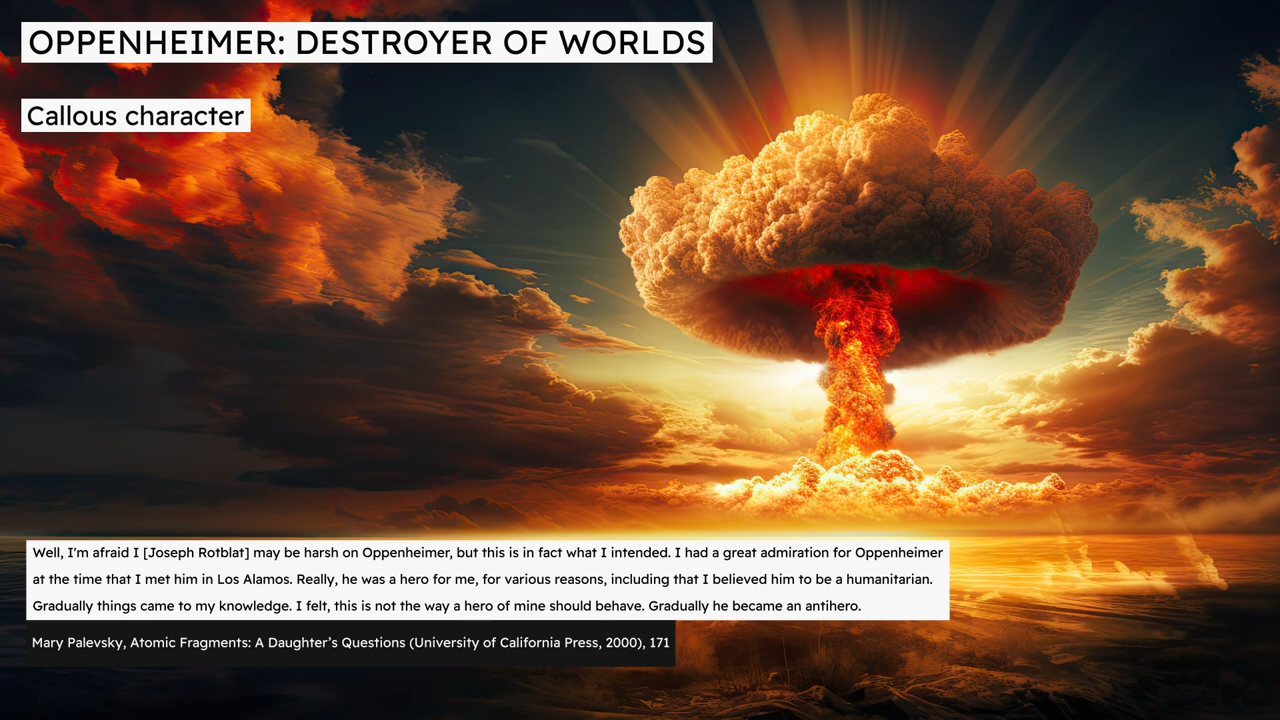 OPPENHEIMER: DESTROYER OF WORLDS
Callous character
Well, I'm afraid I [Joseph Rotblat] may be harsh on Oppenheimer, but this is in fact what I intended. I had a great admiration for Oppenheimer
at the time that I met him in Los Alamos. Really, he was a hero for me, for various reasons, including that I believed him to be a humanitarian.
Gradually things came to my knowledge. I felt, this is not the way a hero of mine should behave. Gradually he became an antihero.
Mary Palevsky, Atomic Fragments: A Daughter’s Questions (University of California Press, 2000), 171